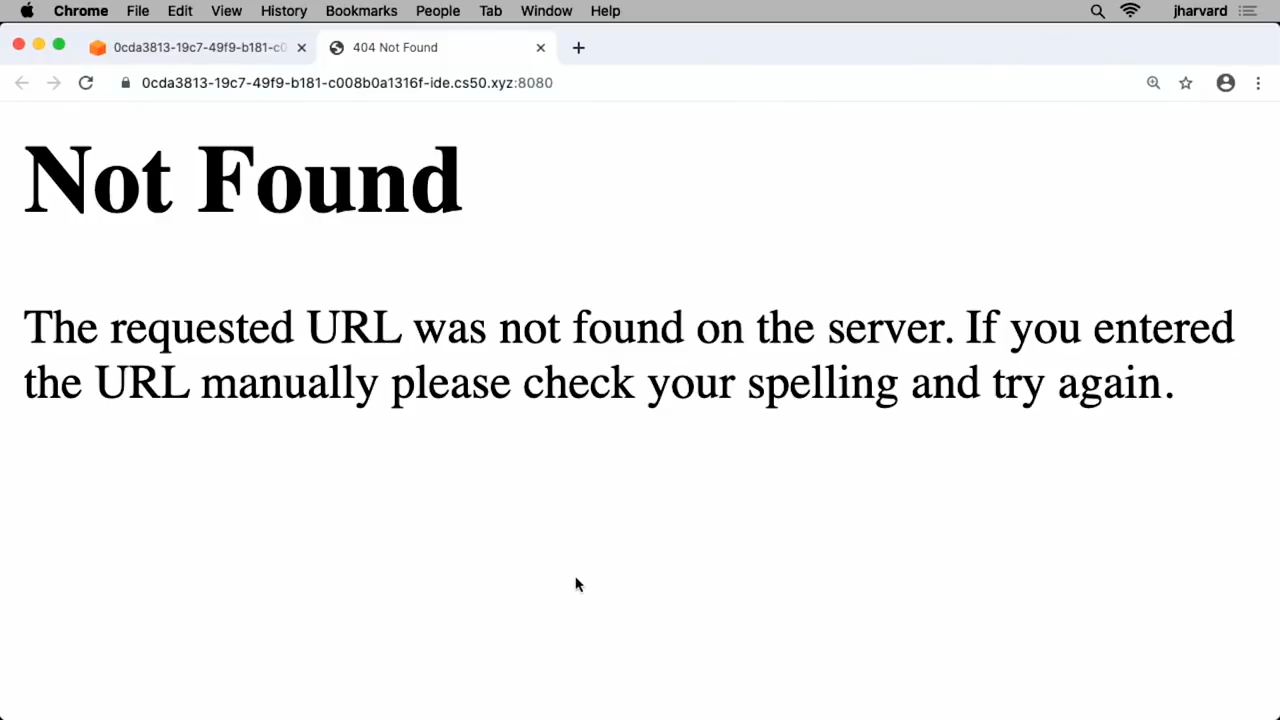 Chrome File Edit View History Bookmarks People Tab Window Help jharvard
0cda3813-19c7-49f9-b181-c0 404 Not Found
0cda3813-19c7-49f9-b181-c008b0a1316f-ide.cs50.xyz:8080
Not Found
The requested URL was not found on the server. If you entered
the URL manually please check your spelling and try again.